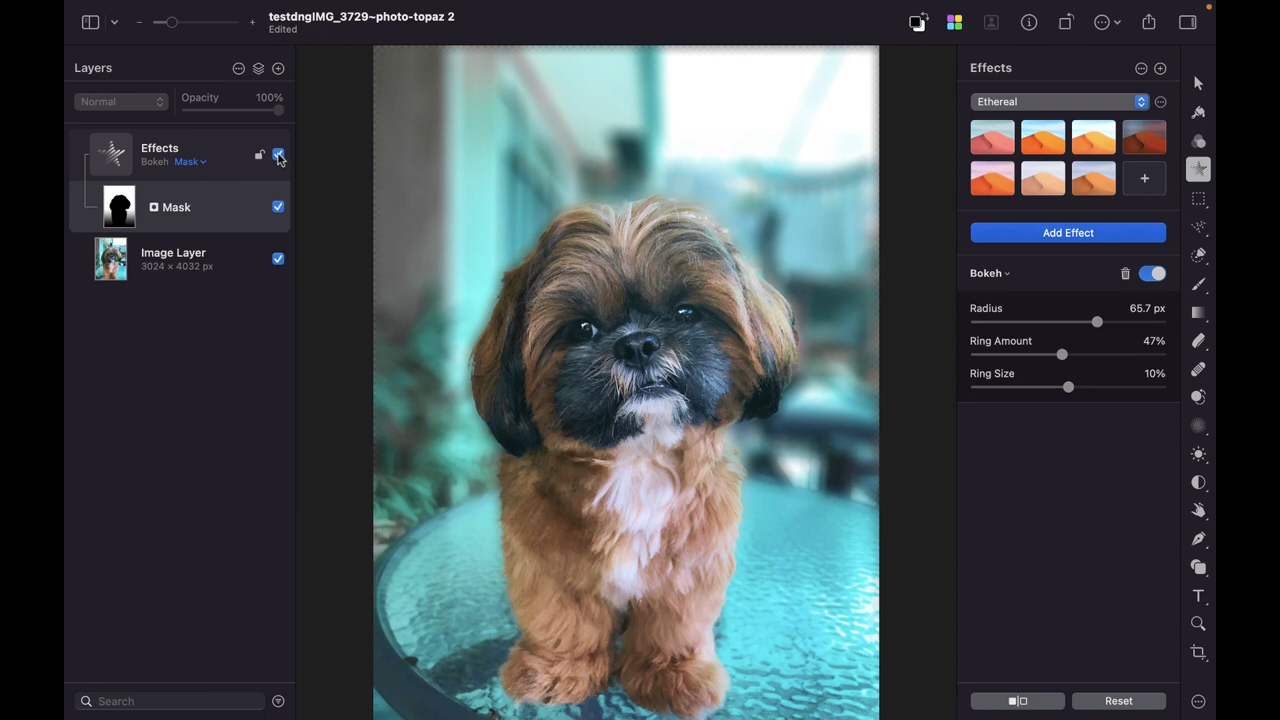 testdngIMG_3729~photo-topaz 2
Edited
Layers
Normal
Opacity 100%
Effects
Bokeh Mask
Mask
Image Layer
3024 × 4032 px
Search
Effects
Ethereal
+
Add Effect
Bokeh
Radius 65.7 px
Ring Amount 47%
Ring Size 10%
T
Reset